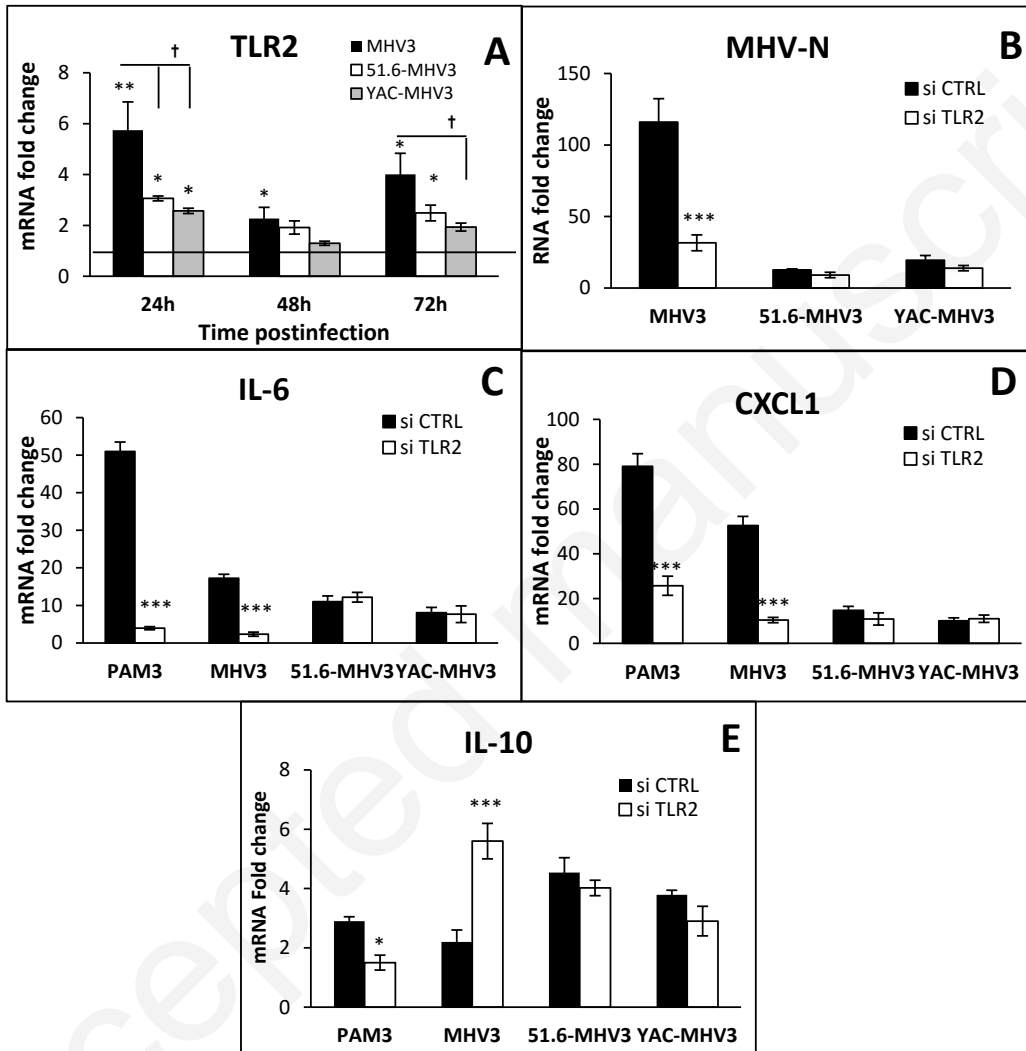 TLR2
A
MHV3
51.6-MHV3
YAC-MHV3
mRNA fold change
8
6
4
2
0
** * * †
*
* * †
24h 48h 72h
Time postinfection
MHV-N
B
si CTRL
si TLR2
RNA fold change
150
100
50
0
***
MHV3 51.6-MHV3 YAC-MHV3
IL-6
C
si CTRL
si TLR2
mRNA fold change
60
50
40
30
20
10
0
*** ***
PAM3 MHV3 51.6-MHV3 YAC-MHV3
CXCL1
D
si CTRL
si TLR2
mRNA fold change
100
80
60
40
20
0
*** ***
PAM3 MHV3 51.6-MHV3 YAC-MHV3
IL-10
E
si CTRL
si TLR2
mRNA Fold change
8
6
4
2
0
* ***
PAM3 MHV3 51.6-MHV3 YAC-MHV3
cepted manuscri